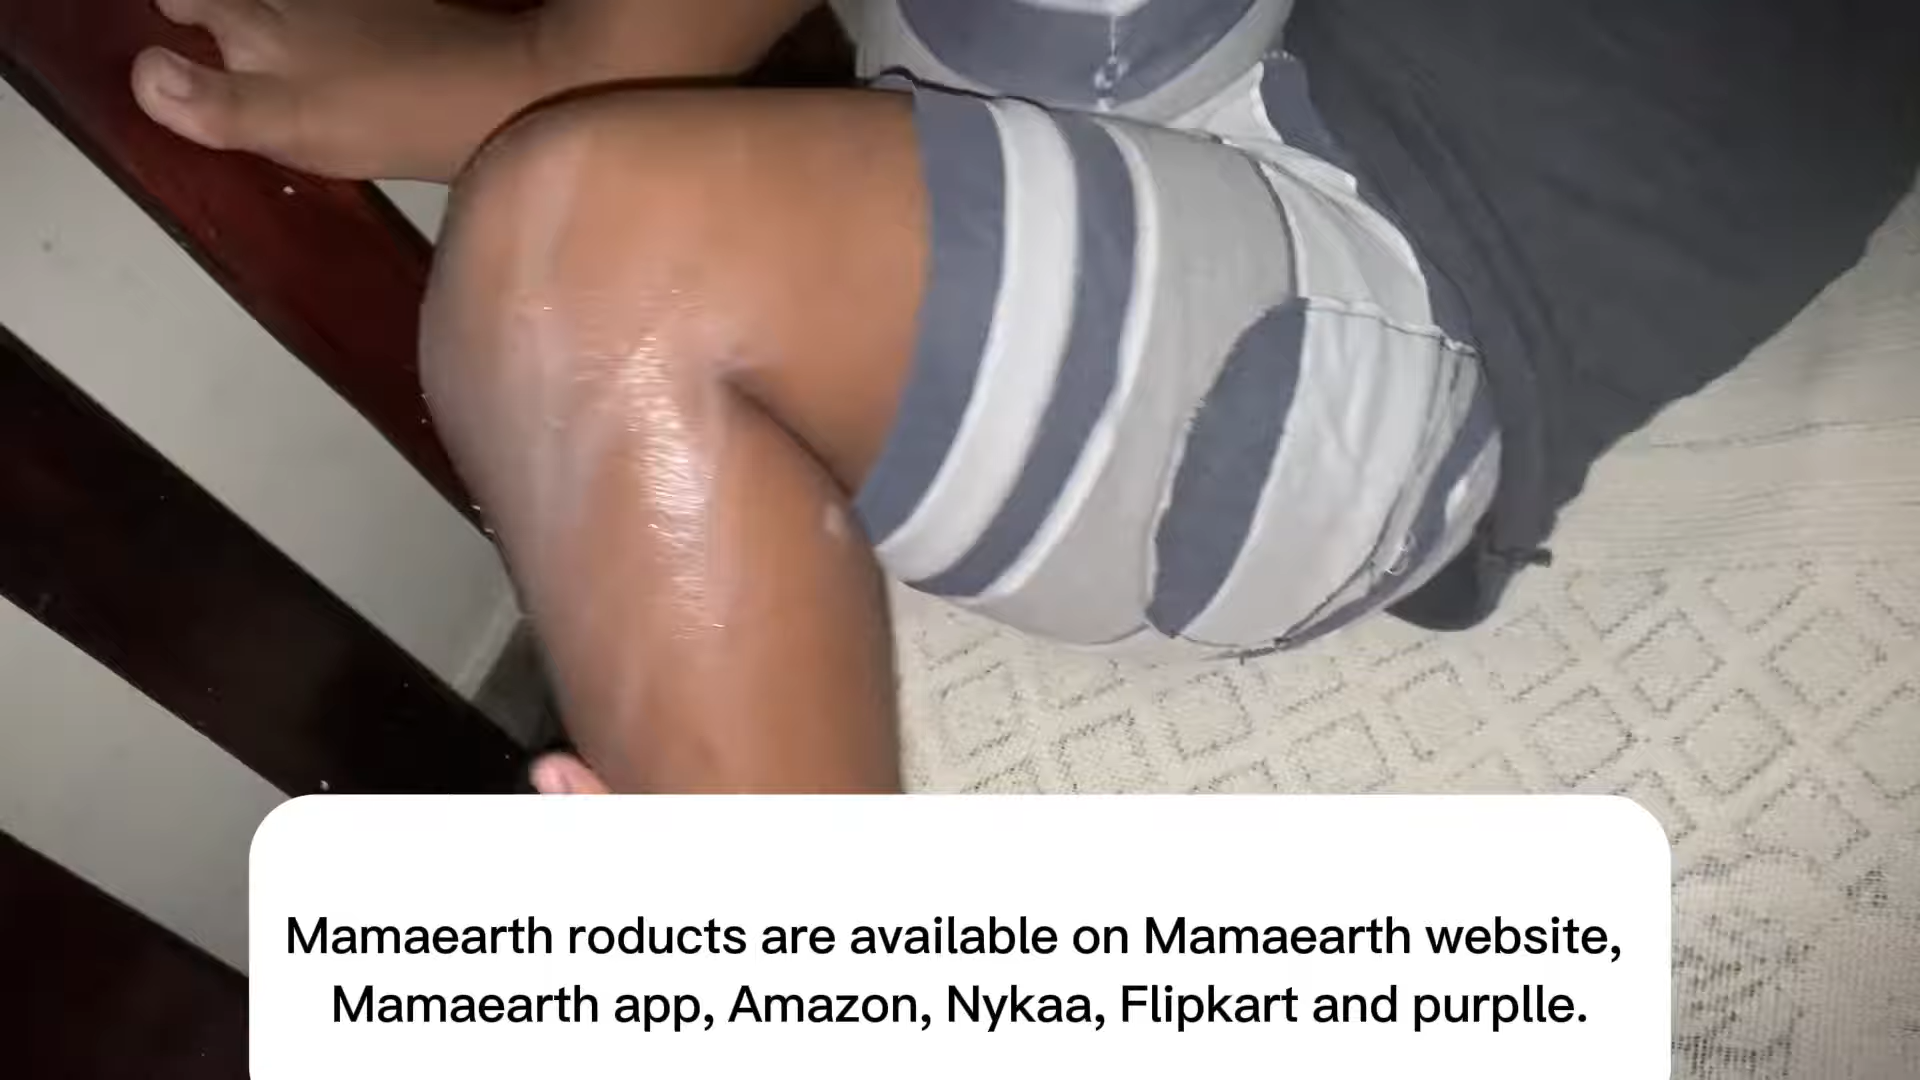 Mamaearth roducts are available on Mamaearth website,
Mamaearth app, Amazon, Nykaa, Flipkart and purplle.